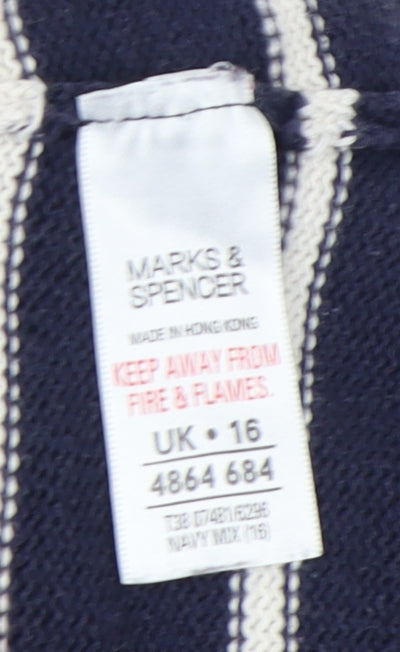 MARKS &
SPENCER
MADE IN HONG KONG
KEEP AWAY FROM
FIRE & FLAMES.
UK • 16
4864 684
T38 07481/6296
NAVY MIX (16)